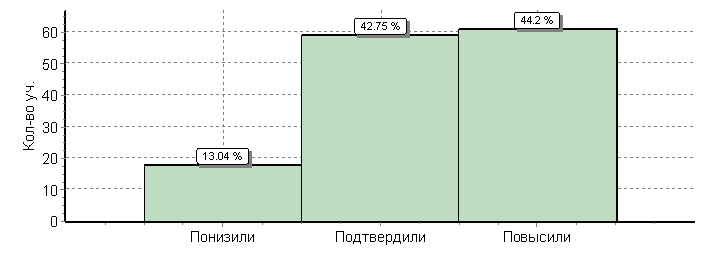 Кол-во уч.
60
50
40
30
20
10
0
13.04 %
42.75 %
44.2 %
Понизили
Подтвердили
Повысили